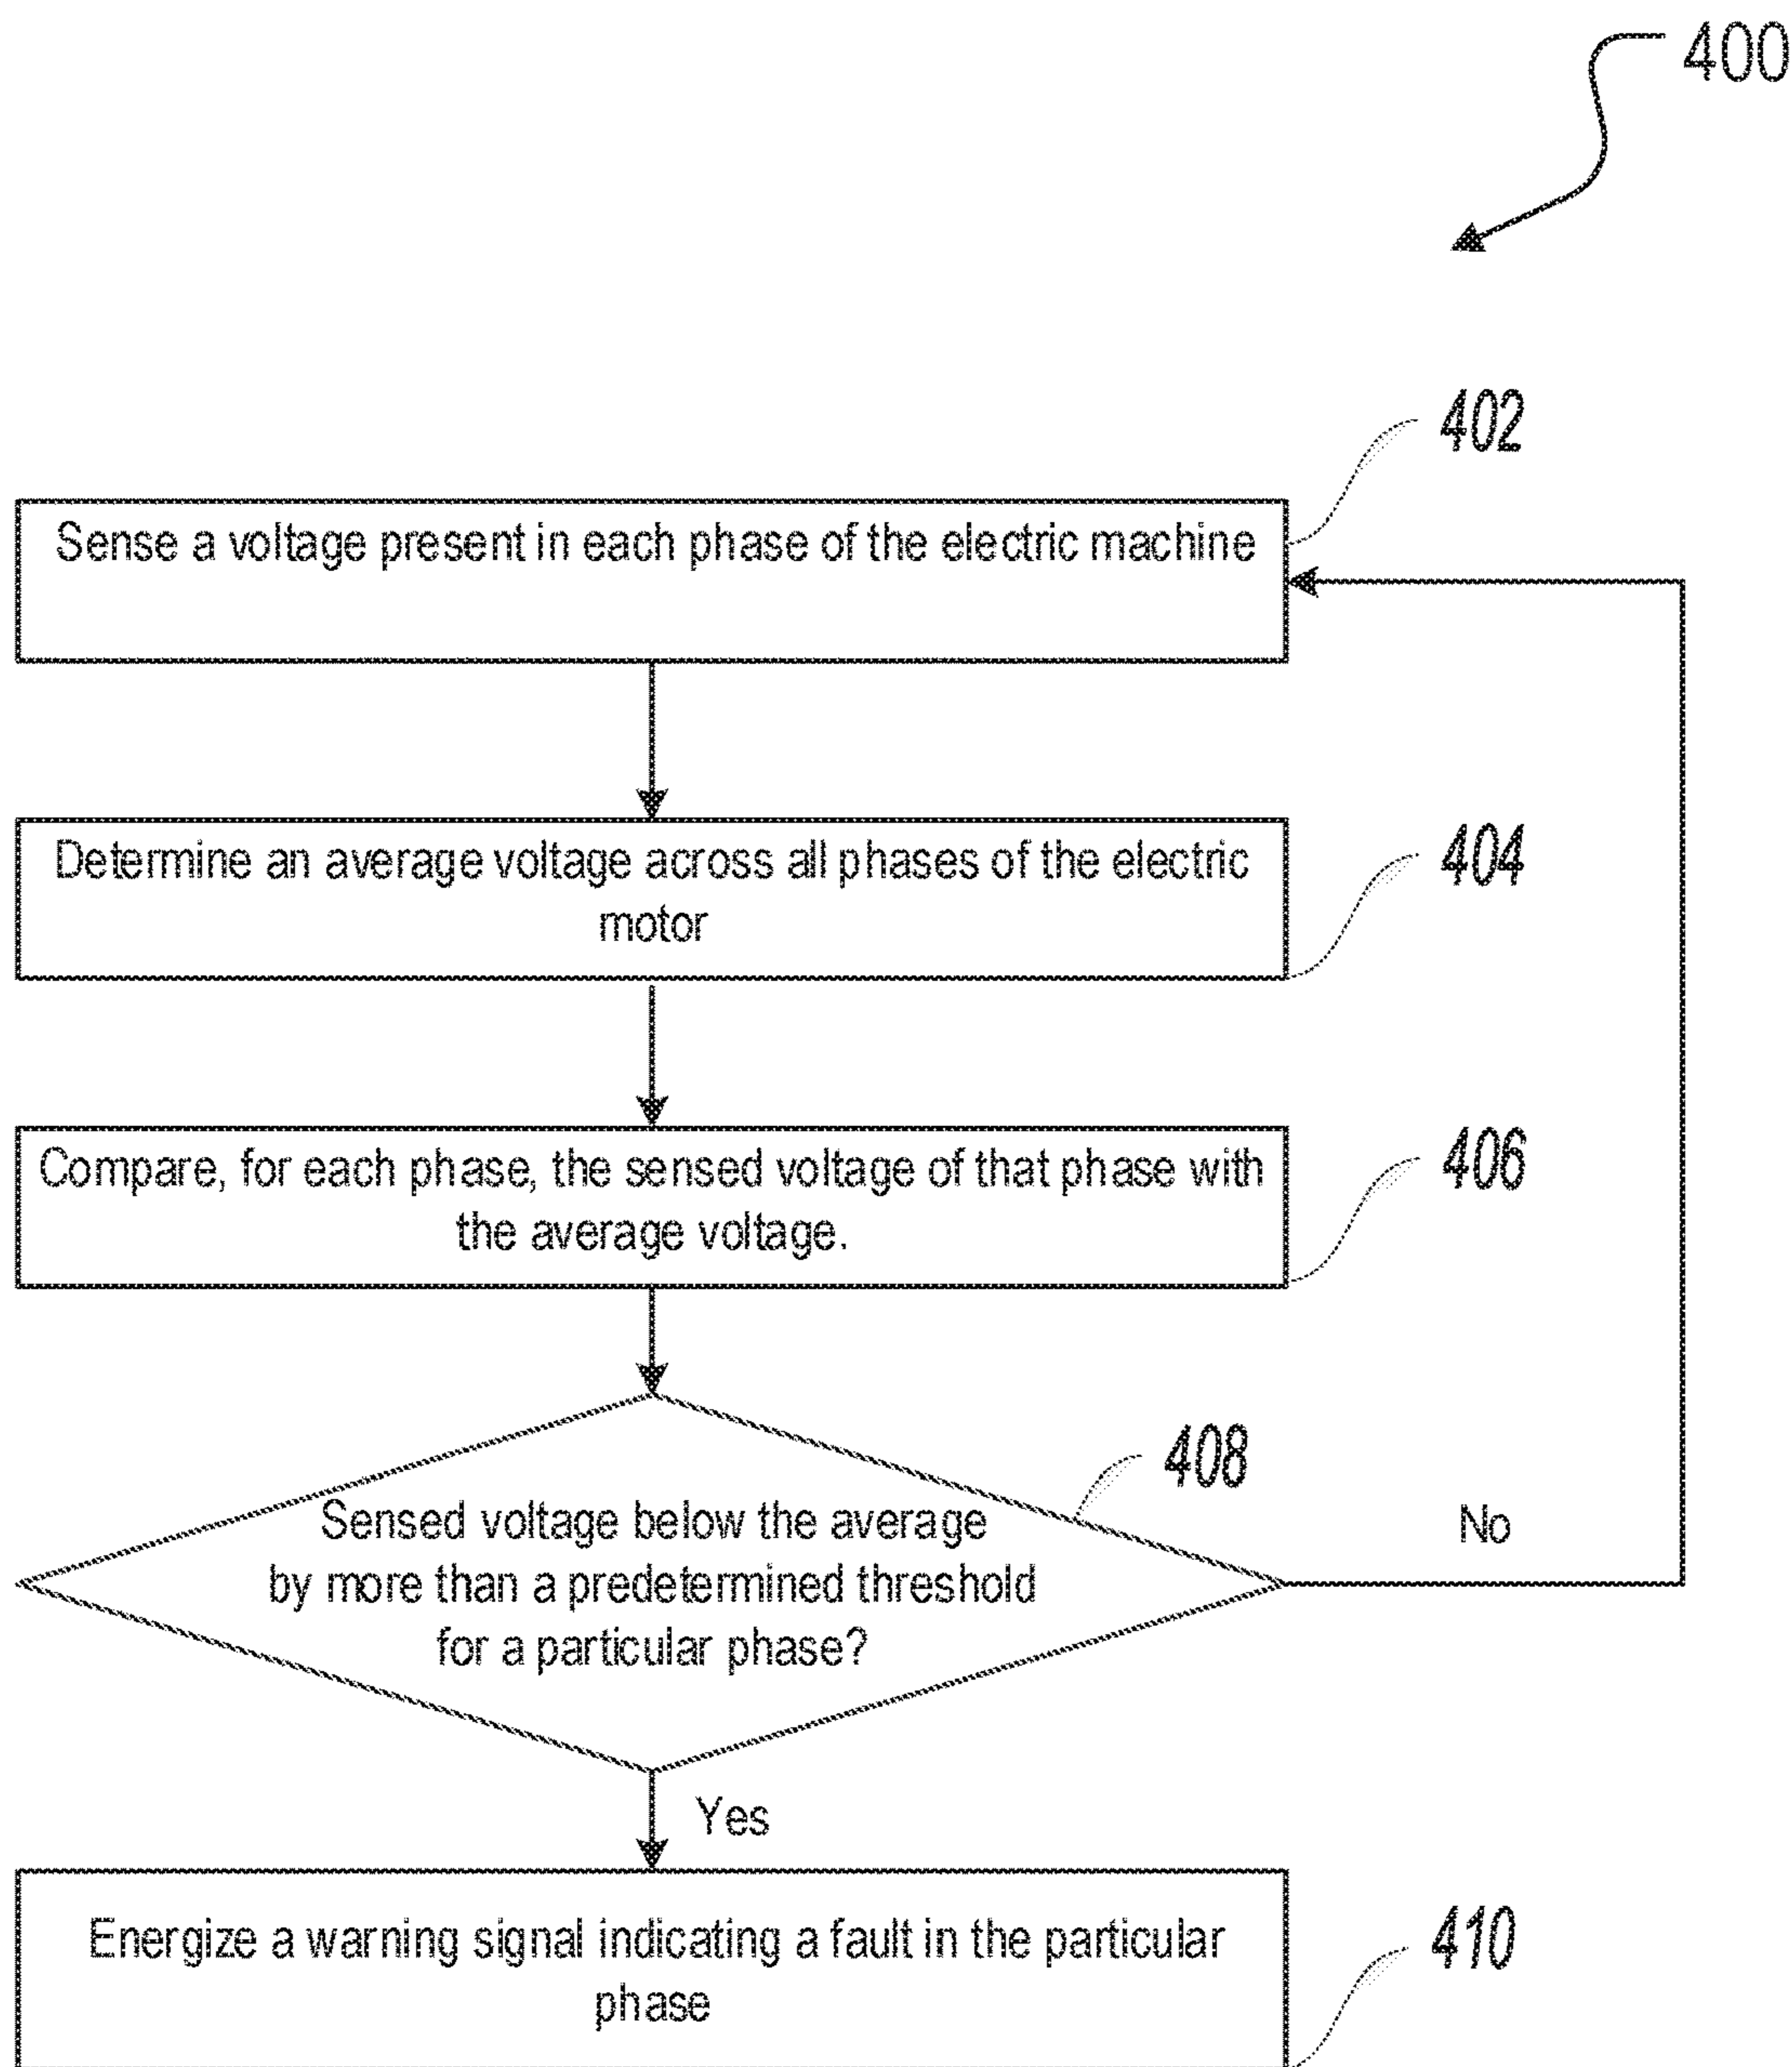 400
402
Sense a voltage present in each phase of the electric machine
404
Determine an average voltage across all phases of the electric
motor
406
Compare, for each phase, the sensed voltage of that phase with
the average voltage.
408
Sensed voltage below the average
by more than a predetermined threshold
for a particular phase?
No
Yes
Energize a warning signal indicating a fault in the particular
phase
410